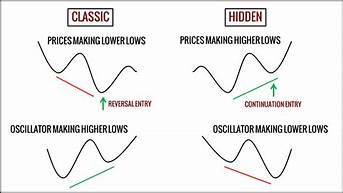 CLASSIC
PRICES MAKING LOWER LOWS
REVERSAL ENTRY
OSCILLATOR MAKING HIGHER LOWS
HIDDEN
PRICES MAKING HIGHER LOWS
CONTINUATION ENTRY
OSCILLATOR MAKING LOWER LOWS